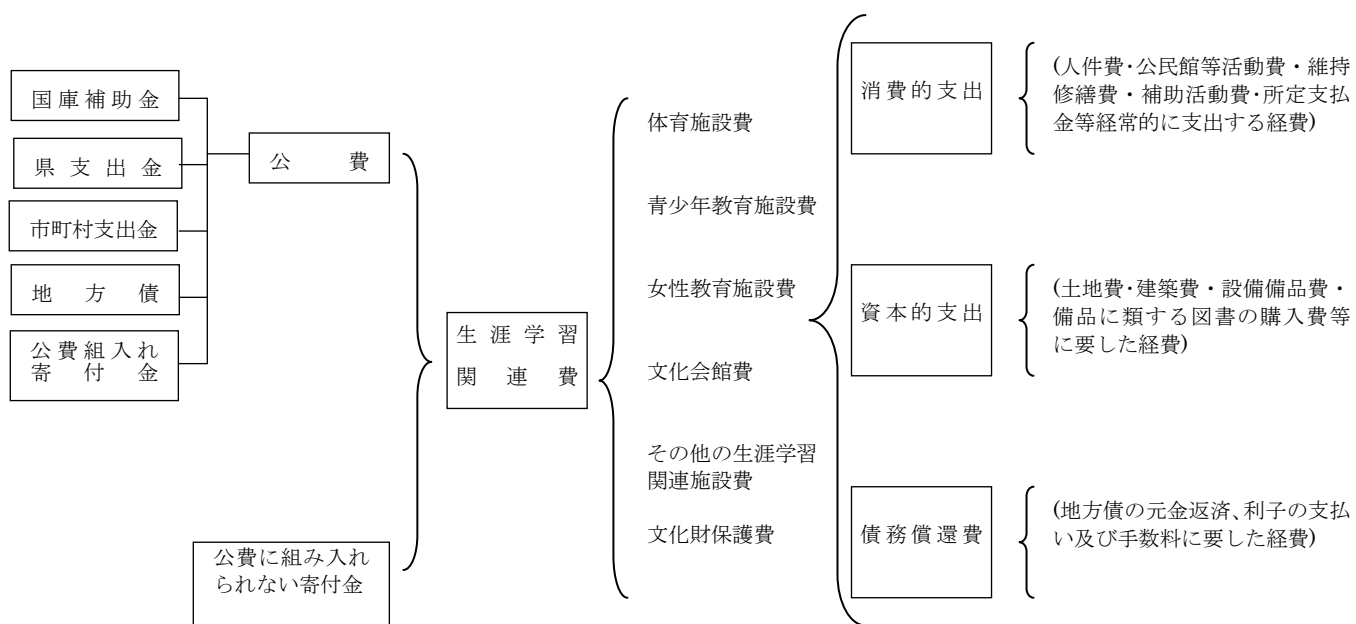 国庫補助金
県支出金
市町村支出金
地方債
公費組入れ
寄付金
公費
公費に組み入れ
られない寄付金
生涯学習
関連費
体育施設費
青少年教育施設費
女性教育施設費
文化会館費
その他の生涯学習
関連施設費
文化財保護費
消費的支出
(人件費･公民館等活動費・維持
修繕費・補助活動費･所定支払
金等経常的に支出する経費)
資本的支出
(土地費･建築費・設備備品費・
備品に類する図書の購入費等
に要した経費)
債務償還費
(地方債の元金返済､利子の支払
い及び手数料に要した経費)